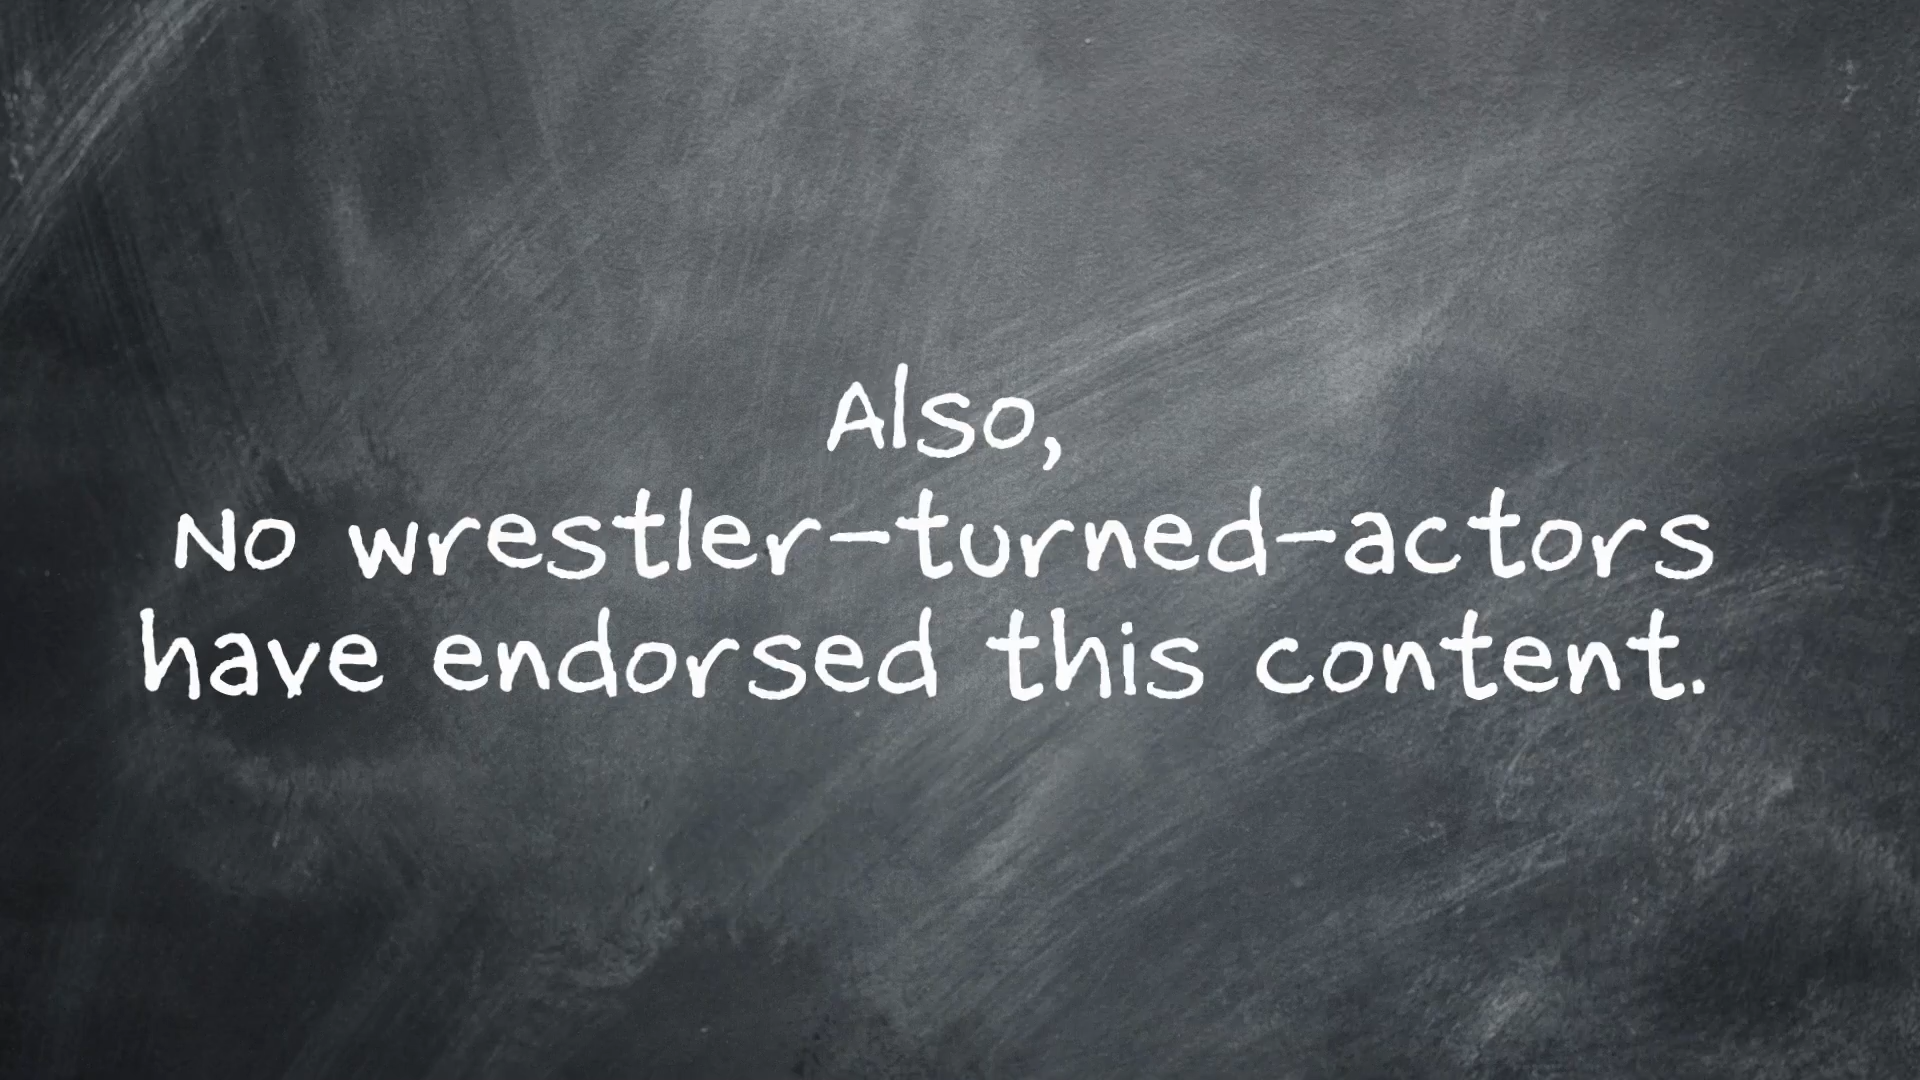 Also,
No wrestler-turned-actors
have endorsed this content.